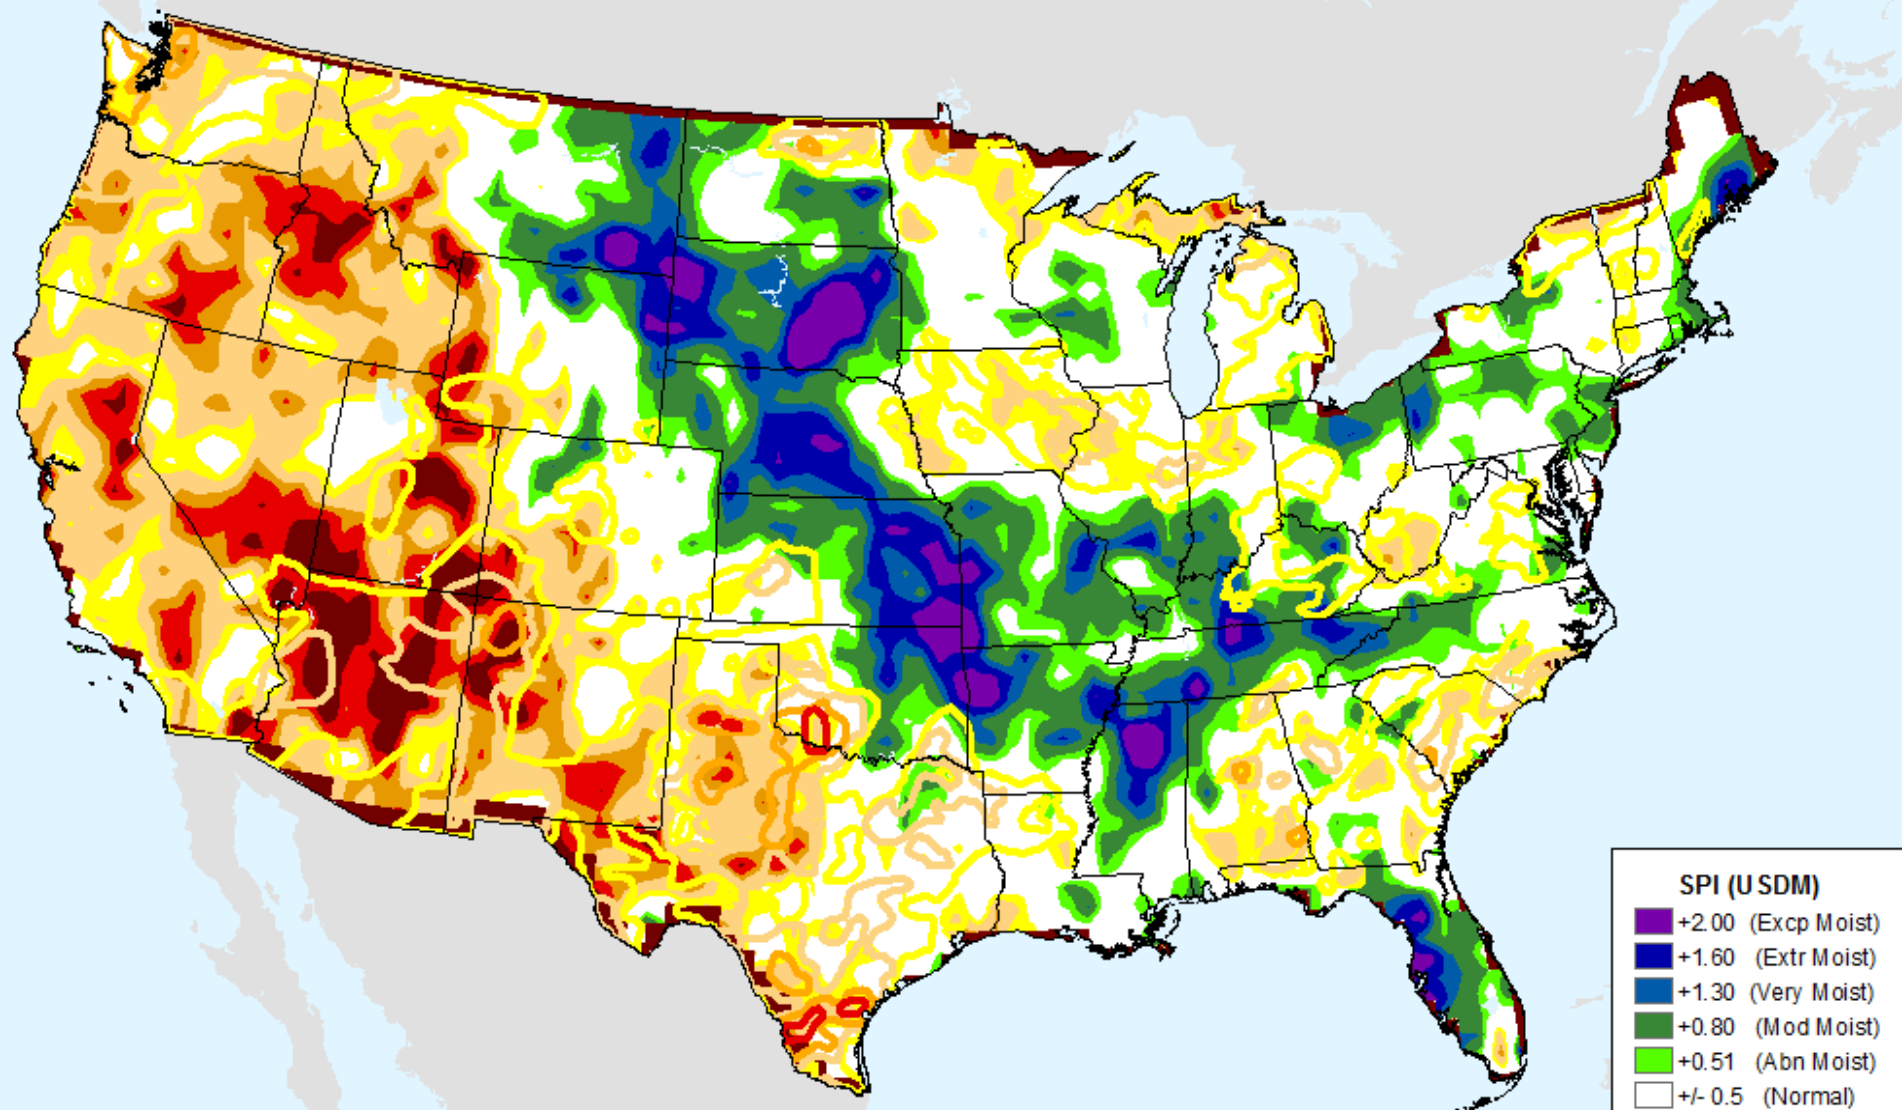 SPI (USDM)
+2.00 (Excp Moist)
+1.60 (Extr Moist)
+1.30 (Very Moist)
+0.80 (Mod Moist)
+0.51 (Abn Moist)
+/- 0.5 (Normal)